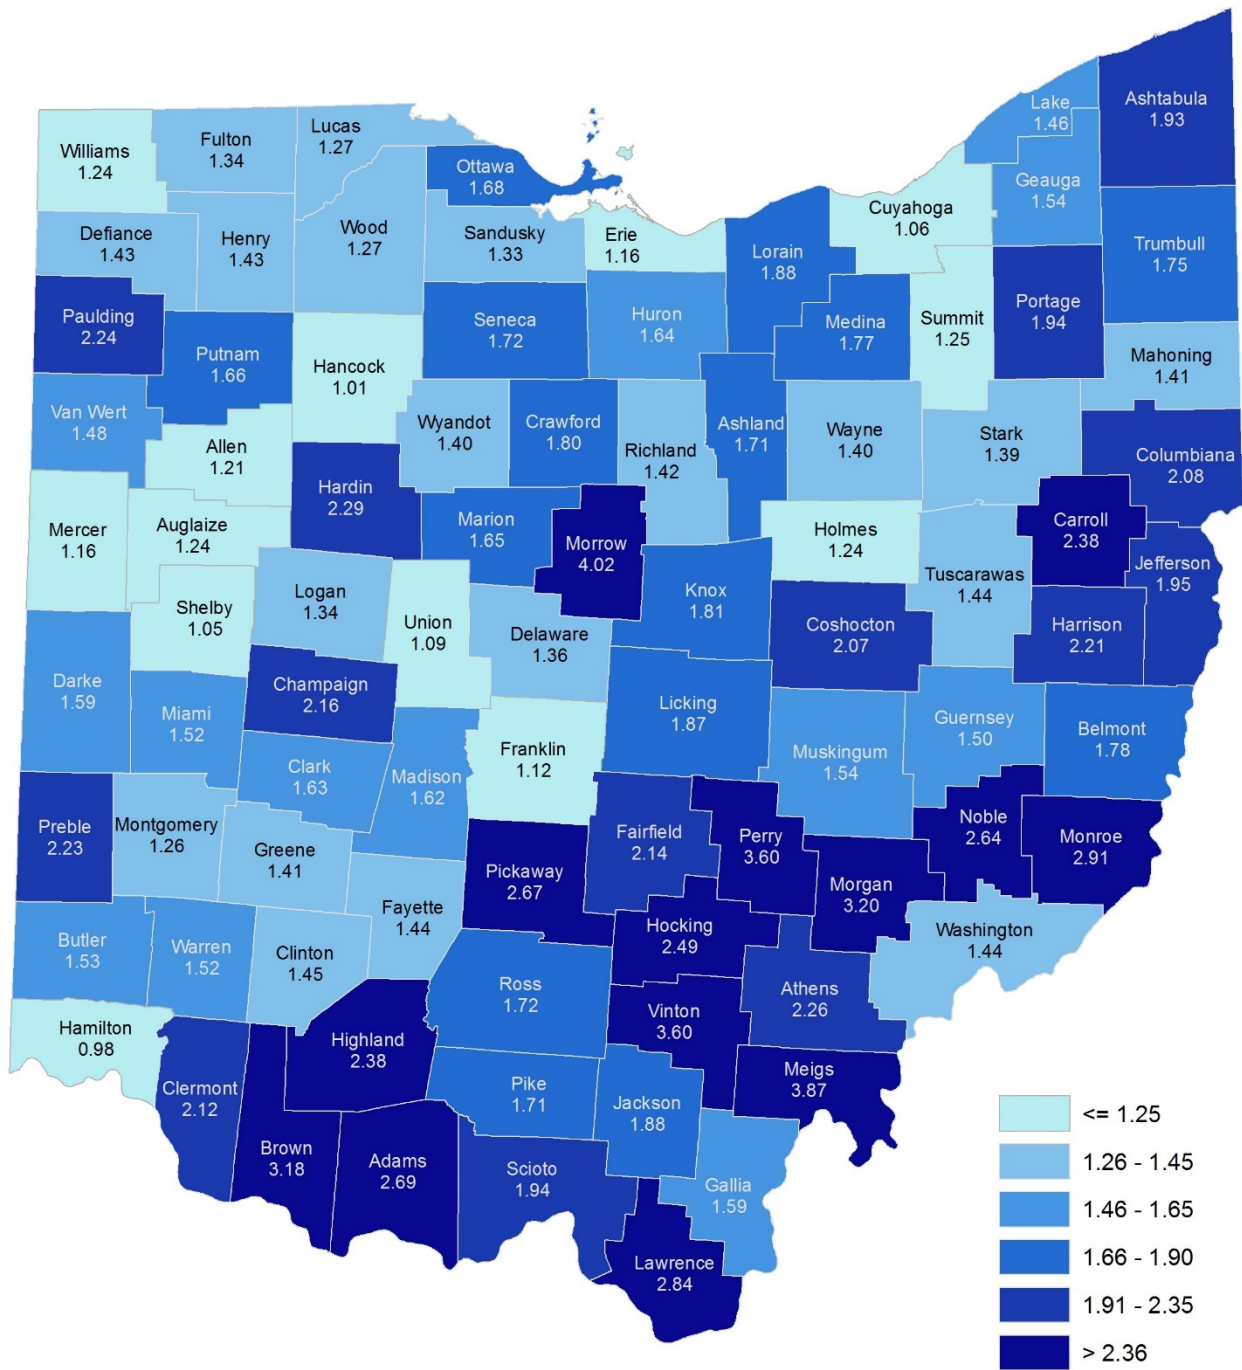 Lake
1.46
Ashtabula
1.93
Williams
1.24
Fulton
1.34
Lucas
1.27
Ottawa
1.68
Geauga
1.54
Cuyahoga
1.06
Defiance
1.43
Henry
1.43
Wood
1.27
Sandusky
1.33
Erie
1.16
Lorain
1.88
Trumbull
1.75
Paulding
2.24
Putnam
1.66
Hancock
1.01
Seneca
1.72
Huron
1.64
Medina
1.77
Summit
1.25
Portage
1.94
Mahoning
1.41
Van Wert
1.48
Allen
1.21
Wyandot
1.40
Crawford
1.80
Richland
1.42
Ashland
1.71
Wayne
1.40
Stark
1.39
Columbiana
2.08
Hardin
2.29
Mercer
1.16
Auglaize
1.24
Marion
1.65
Morrow
4.02
Holmes
1.24
Carroll
2.38
Jefferson
1.95
Tuscarawas
1.44
Logan
1.34
Shelby
1.05
Union
1.09
Knox
1.81
Delaware
1.36
Coshocton
2.07
Harrison
2.21
Darke
1.59
Champaign
2.16
Miami
1.52
Licking
1.87
Guernsey
1.50
Belmont
1.78
Franklin
1.12
Muskingum
1.54
Clark
1.63
Madison
1.62
Preble
2.23
Montgomery
1.26
Greene
1.41
Fairfield
2.14
Perry
3.60
Noble
2.64
Monroe
2.91
Pickaway
2.67
Morgan
3.20
Fayette
1.44
Hocking
2.49
Washington
1.44
Butler
1.53
Warren
1.52
Clinton
1.45
Ross
1.72
Athens
2.26
Vinton
3.60
Hamilton
0.98
Highland
2.38
Clermont
2.12
Pike
1.71
Jackson
1.88
Meigs
3.87
Brown
3.18
Adams
2.69
Scioto
1.94
Gallia
1.59
Lawrence
2.84
<= 1.25
1.26 - 1.45
1.46 - 1.65
1.66 - 1.90
1.91 - 2.35
> 2.36